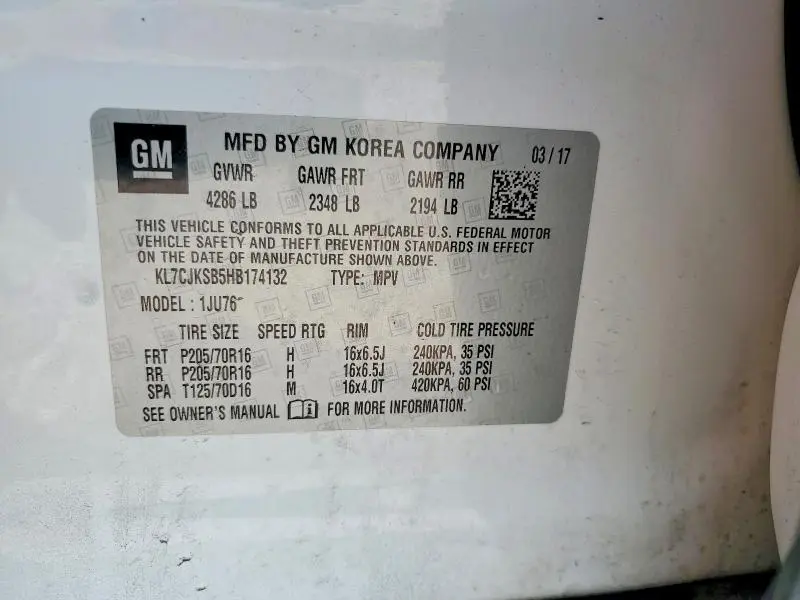 GM
MFD BY GM KOREA COMPANY 03/17
GVWR GAWR FRT GAWR RR
4286 LB 2348 LB 2194 LB
THIS VEHICLE CONFORMS TO ALL APPLICABLE U.S. FEDERAL MOTOR
VEHICLE SAFETY AND THEFT PREVENTION STANDARDS IN EFFECT
ON THE DATE OF MANUFACTURE SHOWN ABOVE.
KL7CJKSB5HB174132 TYPE: MPV
MODEL: 1JU76
TIRE SIZE SPEED RTG RIM COLD TIRE PRESSURE
FRT P205/70R16 H 16x6.5J 240KPA, 35 PSI
RR P205/70R16 H 16x6.5J 240KPA, 35 PSI
SPA T125/70D16 M 16x4.0T 420KPA, 60 PSI
SEE OWNER'S MANUAL FOR MORE INFORMATION.